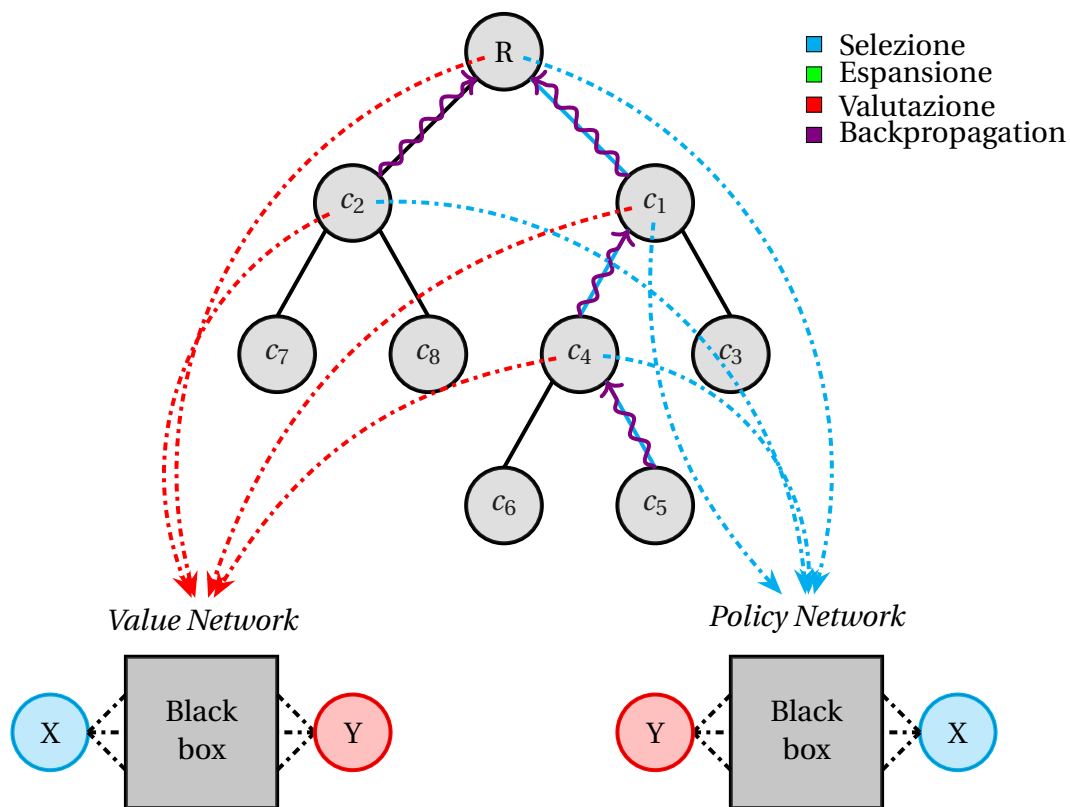 R
Selezione
Espansione
Valutazione
Backpropagation
c2
c1
c7
c8
c4
c3
c6
c5
Value Network
Policy Network
X
Black
box
Y
Y
Black
box
X